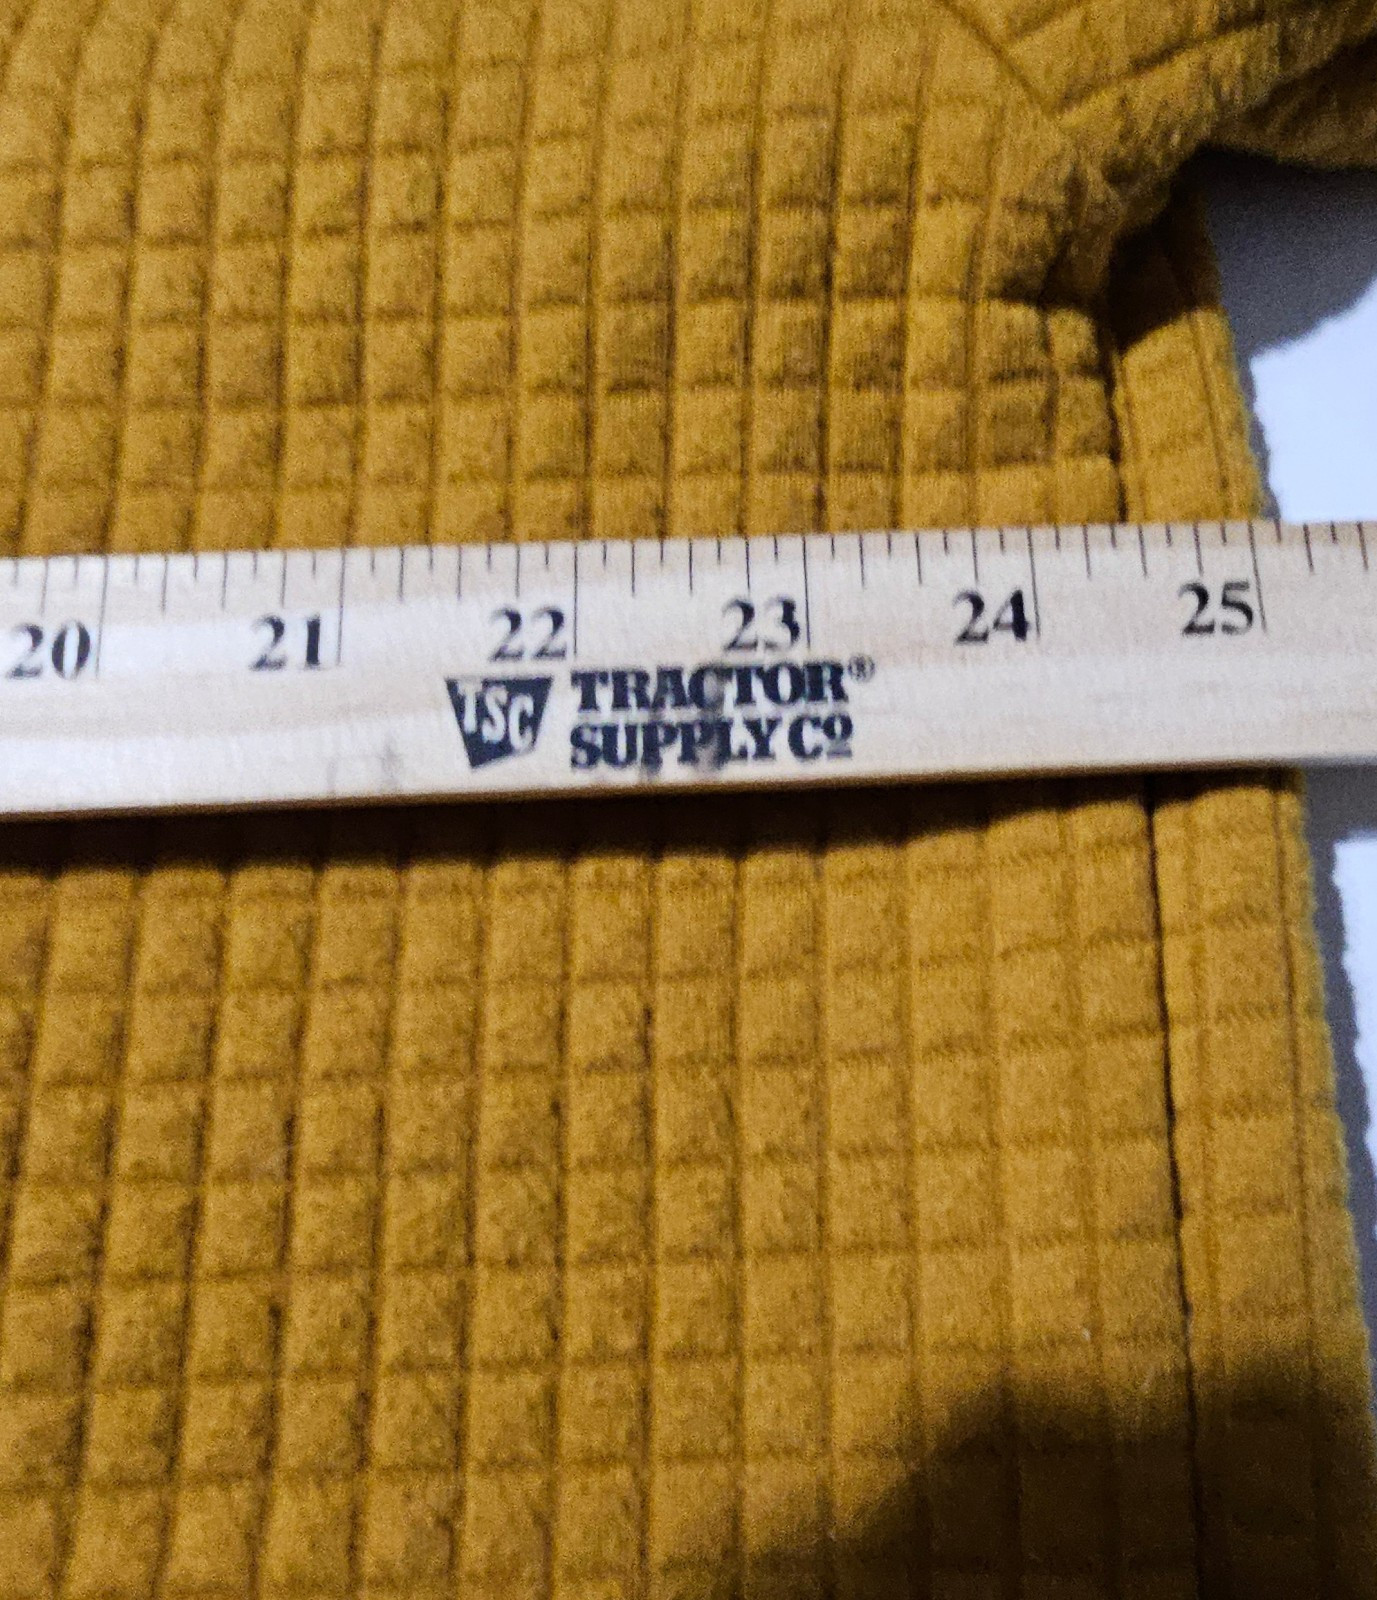 20 21 22 23 24 25
TSC TRACTOR®
SUPPLY Cº